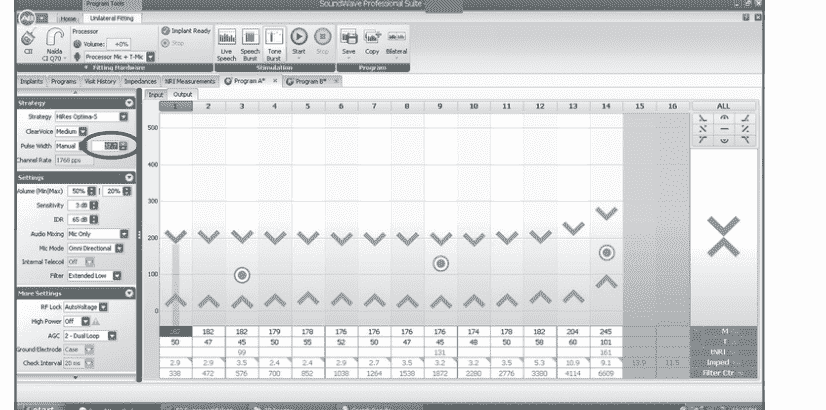 Program Tools
SoundWave Professional Suite
Home Unilateral Fitting
Processor
Volume: +0%
Processor Mic + T-Mic
CII Naida CI Q70
Fitting Hardware
Implant Ready
Stop
Live Speech Speech Burst Tone Burst Start Stop
Stimulation
Save Copy Bilateral
Program
Implants Programs Visit History Impedances NRI Measurements Program A* Program B*
Input Output
Strategy
Strategy HiRes Optima-S
ClearVoice Medium
Pulse Width Manual
Channel Rate 1760 pps
Settings
Volume (Min|Max) 50% 20%
Sensitivity 3 dB
IDR 65 dB
Audio Mixing Mic Only
Mic Mode Omni Directional
Internal Telecoil Off
Filter Extended Low
More Settings
RF Lock AutoVoltage
High Power Off
AGC 2 - Dual Loop
Ground Electrode Case
Check Interval 20 ms
1 2 3 4 5 6 7 8 9 10 11 12 13 14 15 16 ALL
500
400
300
200
100
0
182 182 179 178 176 176 176 176 174 178 182 204 245 M
50 47 45 50 55 52 50 47 45 48 50 58 60 101 T
99 131 161 tNRI
2.9 2.9 3.5 2.4 2.4 2.9 2.7 3.5 3.2 3.2 3.5 5.3 10.9 9.1 13.9 11.5 Imped
338 472 576 700 852 1038 1264 1538 1872 2280 2776 3380 4114 6609 Filter Ctr